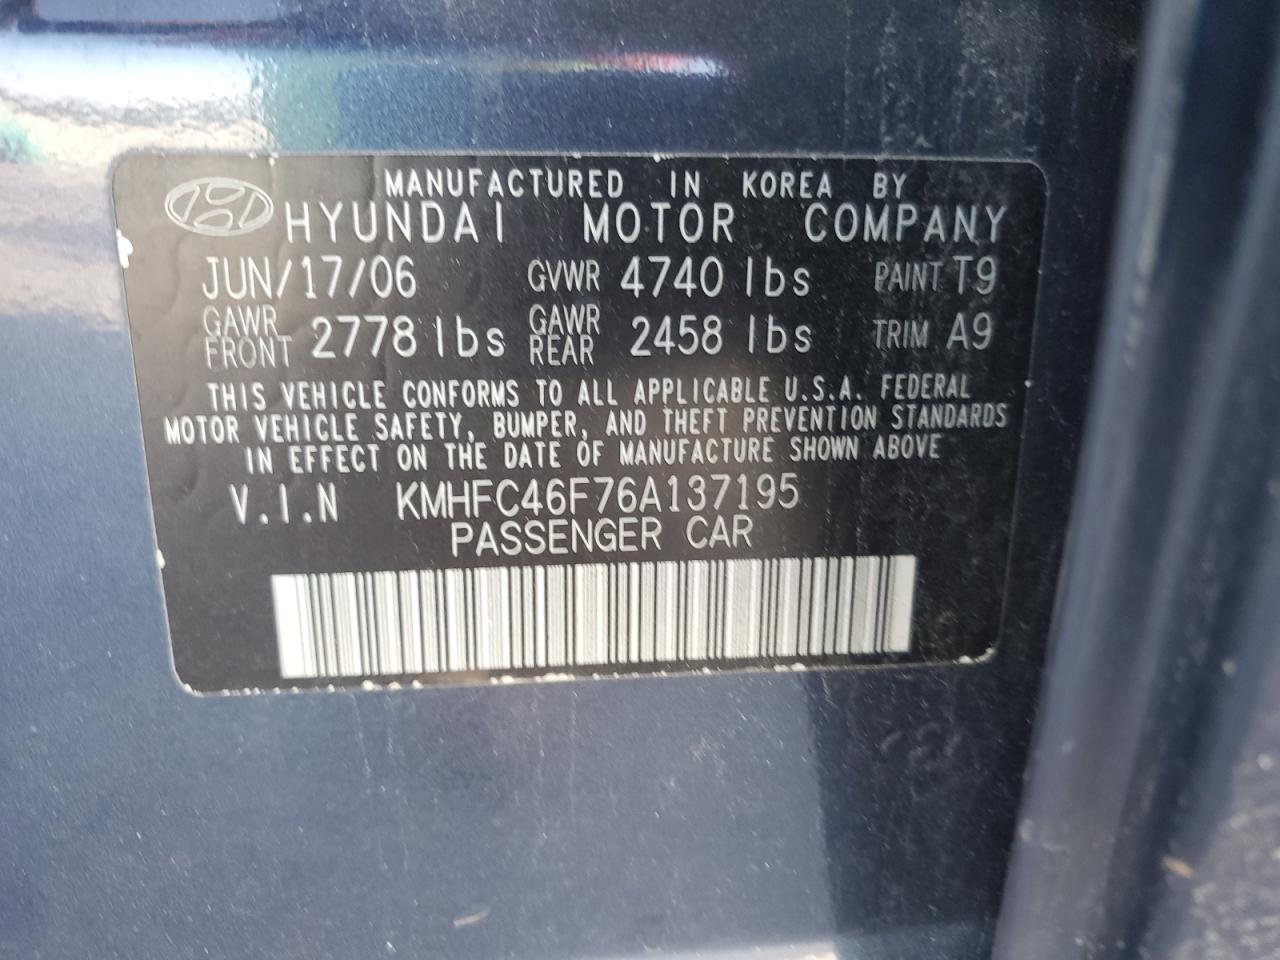 MANUFACTURED IN KOREA BY
HYUNDAI MOTOR COMPANY
JUN/17/06 GVWR 4740 lbs PAINT T9
GAWR FRONT 2778 lbs GAWR REAR 2458 lbs TRIM A9
THIS VEHICLE CONFORMS TO ALL APPLICABLE U.S.A. FEDERAL
MOTOR VEHICLE SAFETY, BUMPER, AND THEFT PREVENTION STANDARDS
IN EFFECT ON THE DATE OF MANUFACTURE SHOWN ABOVE
V.I.N KMHFC46F76A137195
PASSENGER CAR